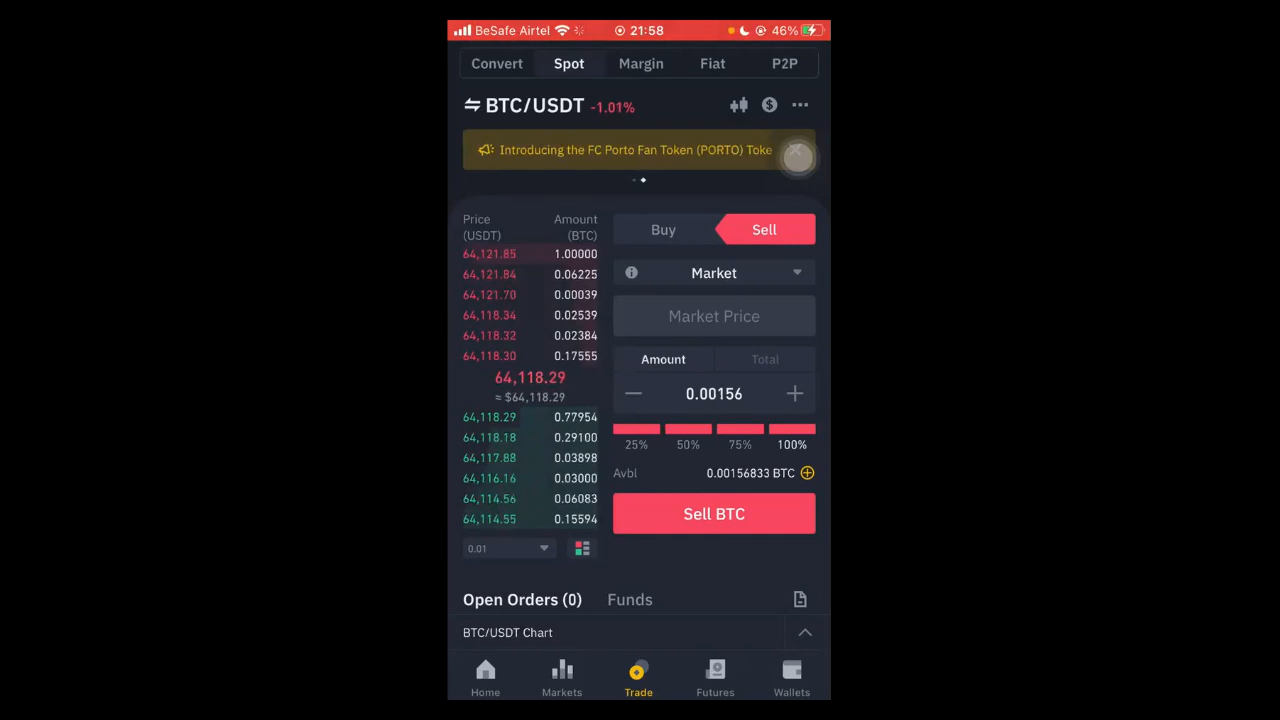 BeSafe Airtel 21:58 46%
Convert Spot Margin Fiat P2P
BTC/USDT -1.01%
Introducing the FC Porto Fan Token (PORTO) Toke
Price Amount
(USDT) (BTC)
64,121.85 1.00000
64,121.84 0.06225
64,121.70 0.00039
64,118.34 0.02539
64,118.32 0.02384
64,118.30 0.17555
64,118.29
≈ $64,118.29
64,118.29 0.77954
64,118.18 0.29100
64,117.88 0.03898
64,116.16 0.03000
64,114.56 0.06083
64,114.55 0.15594
0.01
Buy Sell
Market
Market Price
Amount Total
0.00156
25% 50% 75% 100%
Avbl 0.00156833 BTC
Sell BTC
Open Orders (0) Funds
BTC/USDT Chart
Home Markets Trade Futures Wallets